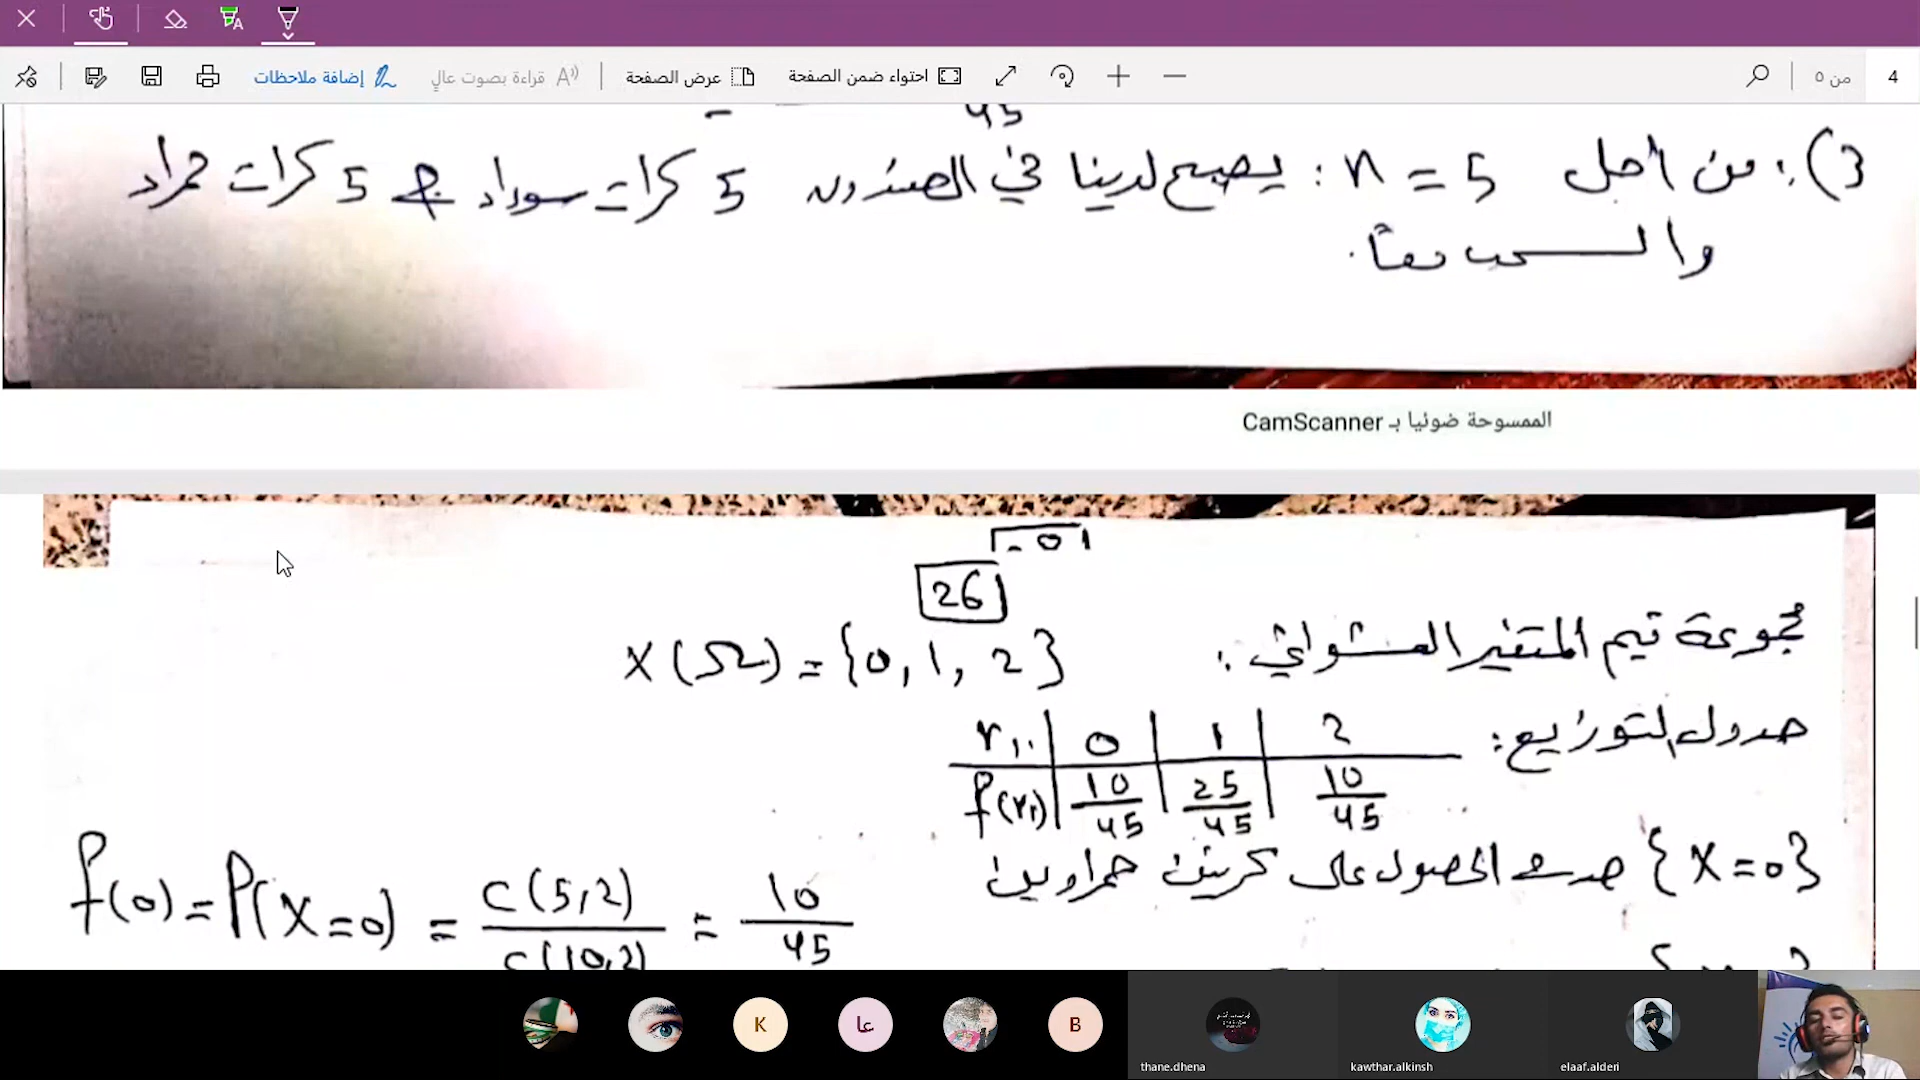 إضافة ملاحظات
قراءة بصوت عالٍ
عرض الصفحة
احتواء ضمن الصفحة
4 من ٥
45
3) من أجل n = 5 : يصبح لدينا في الصندوق 5 كرات سوداء و 5 كرات حمراء
والسحب معاً.
الممسوحة ضوئيا بـ CamScanner
26
مجموعة قيم المتغير العشوائي: X(Ω) = {0, 1, 2}
جدول التوزيع:
0 1 2
10/45 25/45 10/45
{X=0} حدث الحصول على كرتين حمراوين
f(0) = P(X=0) = C(5,2)/C(10,2) = 10/45
K
عا
B
thane.dhena
kawthar.alkinsh
elaaf.alderi